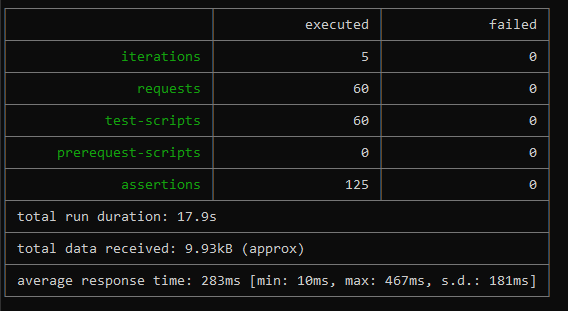 executed failed
iterations 5 0
requests 60 0
test-scripts 60 0
prerequest-scripts 0 0
assertions 125 0
total run duration: 17.9s
total data received: 9.93kB (approx)
average response time: 283ms [min: 10ms, max: 467ms, s.d.: 181ms]